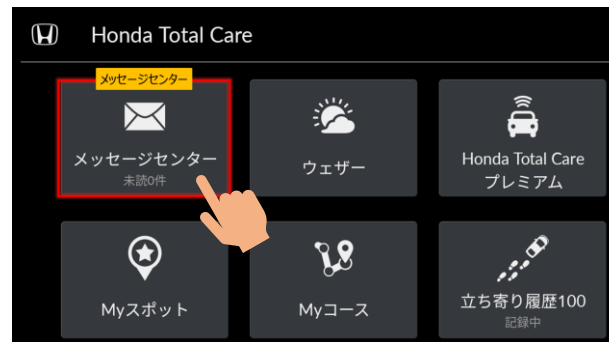 Honda Total Care
メッセージセンター
メッセージセンター
未読0件
ウェザー
Honda Total Care
プレミアム
Myスポット
Myコース
立ち寄り履歴100
記録中